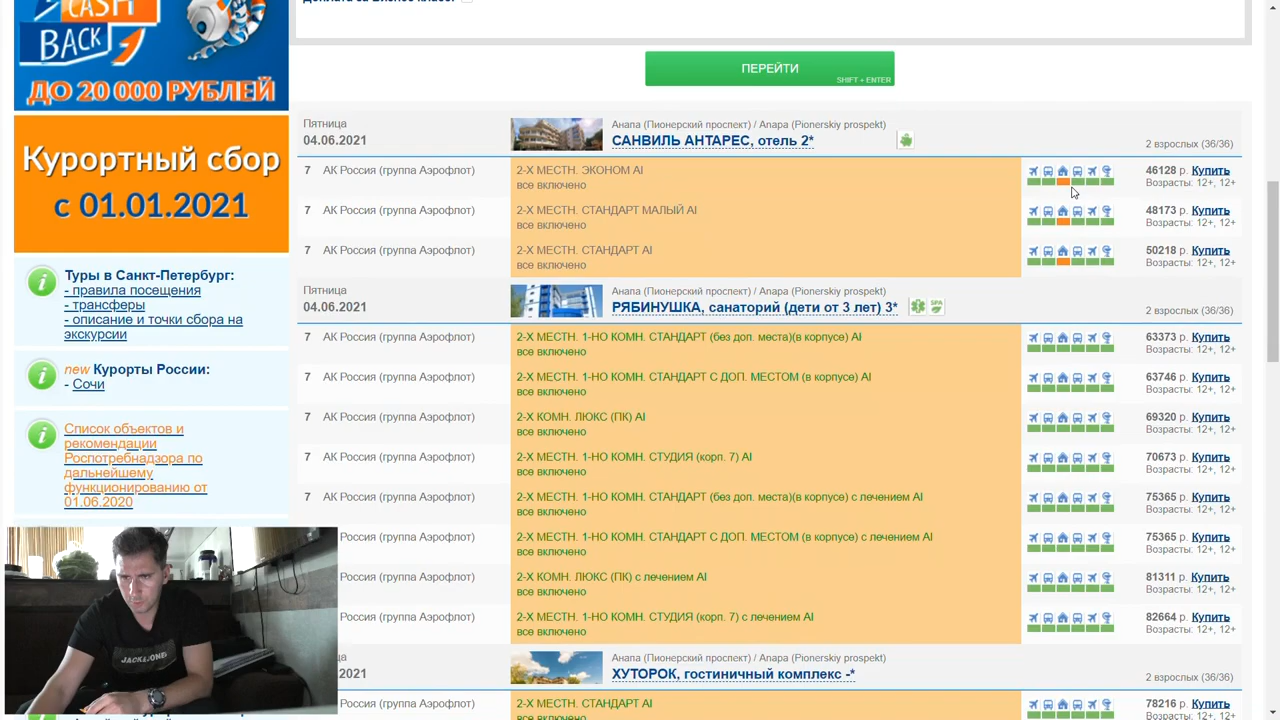 CASH
BACK
ДО 20 000 РУБЛЕЙ
Курортный сбор
с 01.01.2021
Туры в Санкт-Петербург:
- правила посещения
- трансферы
- описание и точки сбора на
экскурсии
new Курорты России:
- Сочи
Список объектов и
рекомендации
Роспотребнадзора по
дальнейшему
функционированию от
01.06.2020
ПЕРЕЙТИ
SHIFT + ENTER
Пятница
04.06.2021
Анапа (Пионерский проспект) / Anapa (Pionerskiy prospekt)
САНВИЛЬ АНТАРЕС, отель 2*
2 взрослых (36/36)
7 АК Россия (группа Аэрофлот) 2-Х МЕСТН. ЭКОНОМ AI 46128 р. Купить
все включено Возрасты: 12+, 12+
7 АК Россия (группа Аэрофлот) 2-Х МЕСТН. СТАНДАРТ МАЛЫЙ AI 48173 р. Купить
все включено Возрасты: 12+, 12+
7 АК Россия (группа Аэрофлот) 2-Х МЕСТН. СТАНДАРТ AI 50218 р. Купить
все включено Возрасты: 12+, 12+
Пятница
04.06.2021
Анапа (Пионерский проспект) / Anapa (Pionerskiy prospekt)
РЯБИНУШКА, санаторий (дети от 3 лет) 3*
SPA
2 взрослых (36/36)
7 АК Россия (группа Аэрофлот) 2-Х МЕСТН. 1-НО КОМН. СТАНДАРТ (без доп. места)(в корпусе) AI 63373 р. Купить
все включено Возрасты: 12+, 12+
7 АК Россия (группа Аэрофлот) 2-Х МЕСТН. 1-НО КОМН. СТАНДАРТ С ДОП. МЕСТОМ (в корпусе) AI 63746 р. Купить
все включено Возрасты: 12+, 12+
7 АК Россия (группа Аэрофлот) 2-Х КОМН. ЛЮКС (ПК) AI 69320 р. Купить
все включено Возрасты: 12+, 12+
7 АК Россия (группа Аэрофлот) 2-Х МЕСТН. 1-НО КОМН. СТУДИЯ (корп. 7) AI 70673 р. Купить
все включено Возрасты: 12+, 12+
7 АК Россия (группа Аэрофлот) 2-Х МЕСТН. 1-НО КОМН. СТАНДАРТ (без доп. места)(в корпусе) с лечением AI 75365 р. Купить
все включено Возрасты: 12+, 12+
Россия (группа Аэрофлот) 2-Х МЕСТН. 1-НО КОМН. СТАНДАРТ С ДОП. МЕСТОМ (в корпусе) с лечением AI 75365 р. Купить
все включено Возрасты: 12+, 12+
Россия (группа Аэрофлот) 2-Х КОМН. ЛЮКС (ПК) с лечением AI 81311 р. Купить
все включено Возрасты: 12+, 12+
Россия (группа Аэрофлот) 2-Х МЕСТН. 1-НО КОМН. СТУДИЯ (корп. 7) с лечением AI 82664 р. Купить
все включено Возрасты: 12+, 12+
ца
.2021
Анапа (Пионерский проспект) / Anapa (Pionerskiy prospekt)
ХУТОРОК, гостиничный комплекс -*
2 взрослых (36/36)
Россия (группа Аэрофлот) 2-Х МЕСТН. СТАНДАРТ AI 78216 р. Купить
JACK&JONES